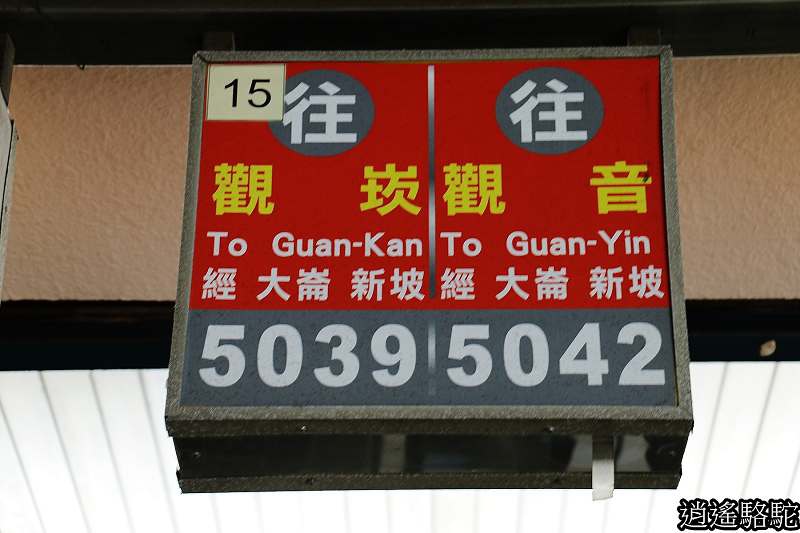 15
往
觀 崁
To Guan-Kan
經 大崙 新坡
5039
往
觀 音
To Guan-Yin
經 大崙 新坡
5042
逍遙駱駝